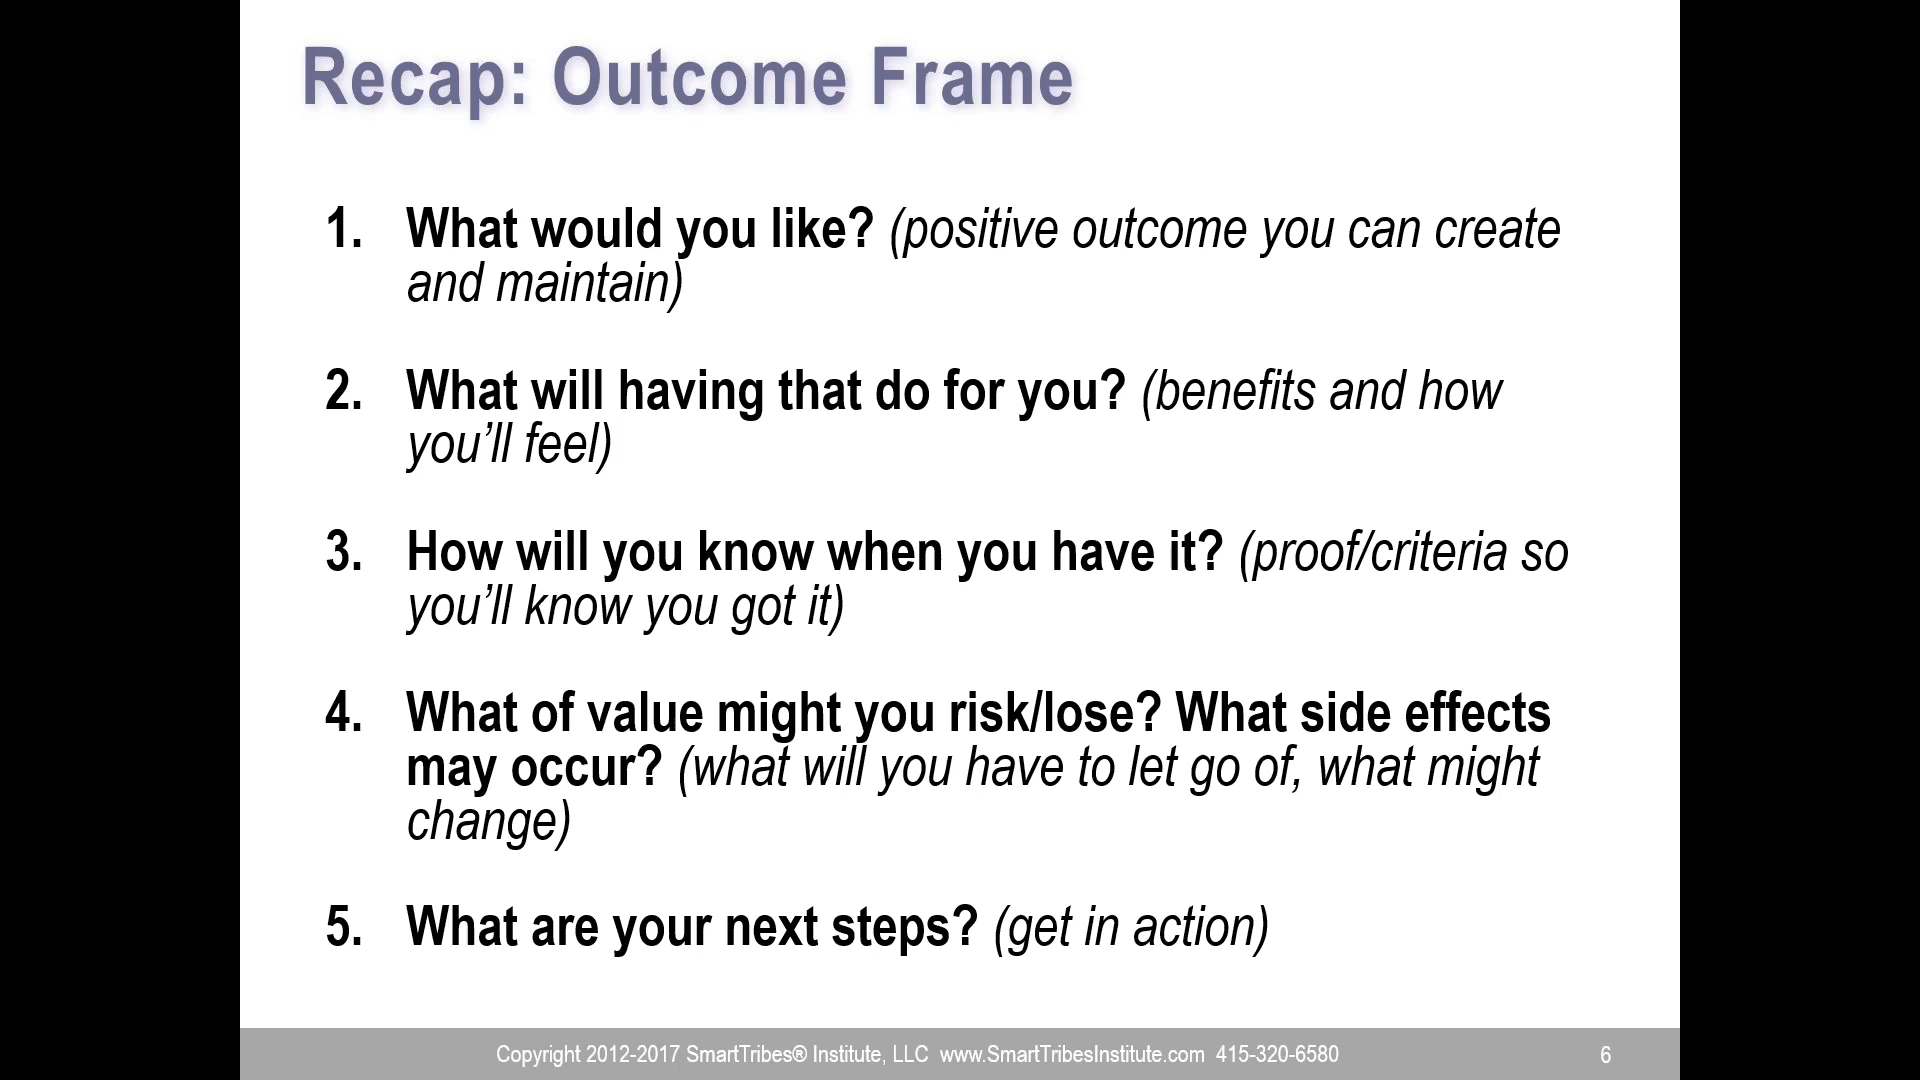 Recap: Outcome Frame
1. What would you like? (positive outcome you can create
and maintain)
2. What will having that do for you? (benefits and how
you’ll feel)
3. How will you know when you have it? (proof/criteria so
you’ll know you got it)
4. What of value might you risk/lose? What side effects
may occur? (what will you have to let go of, what might
change)
5. What are your next steps? (get in action)
Copyright 2012-2017 SmartTribes® Institute, LLC www.SmartTribesInstitute.com 415-320-6580 6